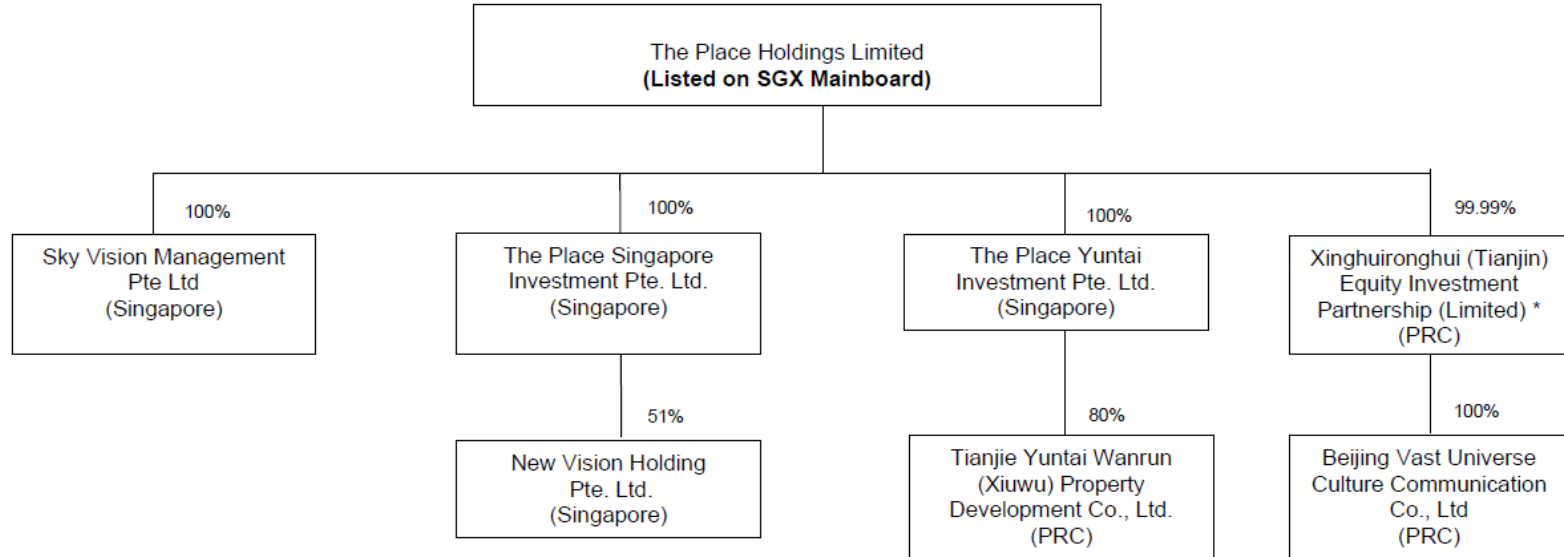 The Place Holdings Limited
(Listed on SGX Mainboard)
100%
100%
100%
99.99%
Sky Vision Management
Pte Ltd
(Singapore)
The Place Singapore
Investment Pte. Ltd.
(Singapore)
The Place Yuntai
Investment Pte. Ltd.
(Singapore)
Xinghuironghui (Tianjin)
Equity Investment
Partnership (Limited) *
(PRC)
51%
80%
100%
New Vision Holding
Pte. Ltd.
(Singapore)
Tianjie Yuntai Wanrun
(Xiuwu) Property
Development Co., Ltd.
(PRC)
Beijing Vast Universe
Culture Communication
Co., Ltd
(PRC)